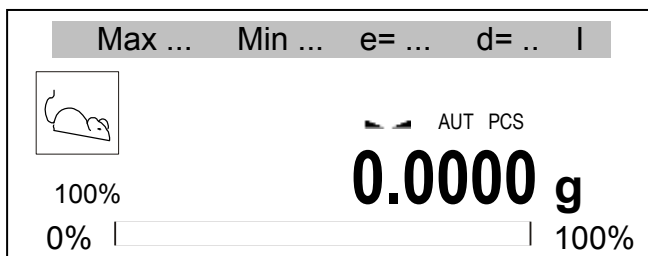 Max ... Min ... e= ... d= .. I
AUT PCS
0.0000 g
100%
0% 100%